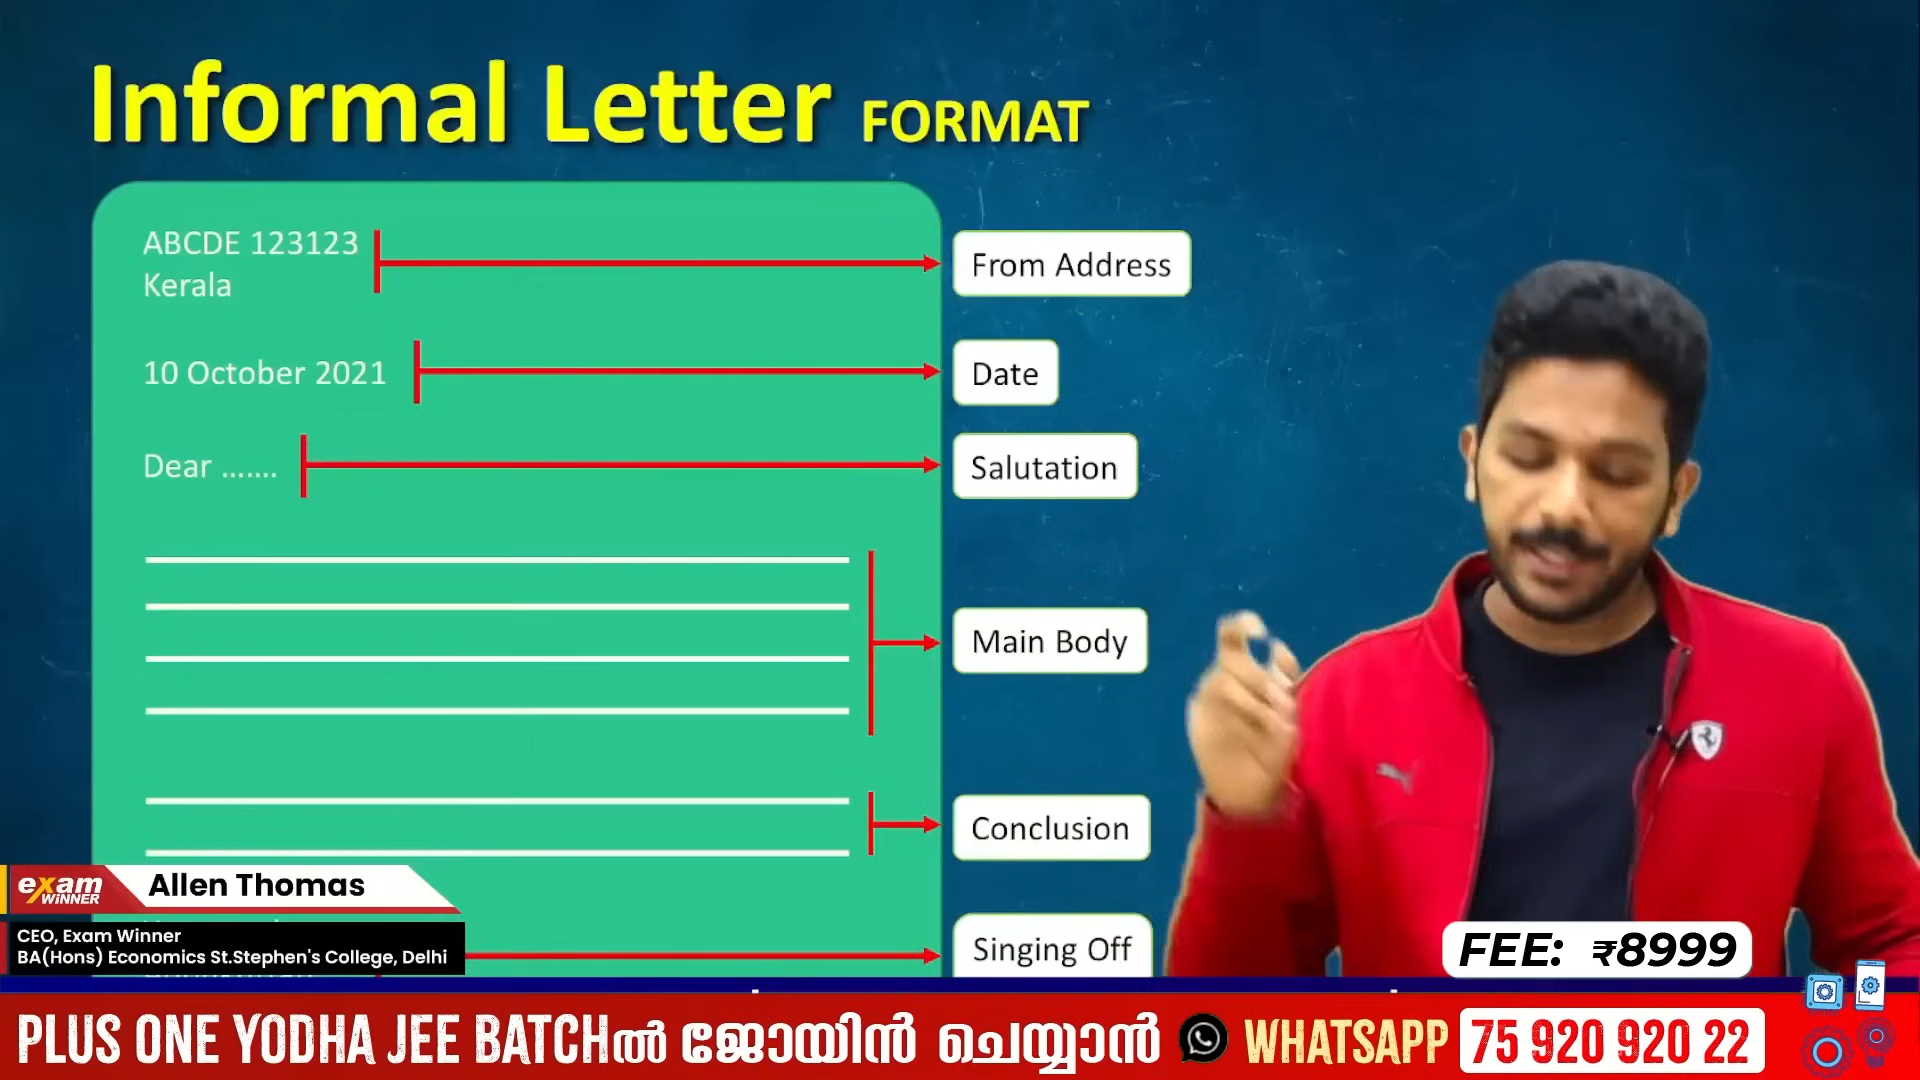 Informal Letter FORMAT
ABCDE 123123
Kerala
From Address
10 October 2021
Date
Dear .......
Salutation
Main Body
Conclusion
Singing Off
exam WINNER
Allen Thomas
CEO, Exam Winner
BA(Hons) Economics St.Stephen's College, Delhi
FEE: ₹8999
PLUS ONE YODHA JEE BATCHൽ ജോയിൻ ചെയ്യാൻ WHATSAPP 75 920 920 22